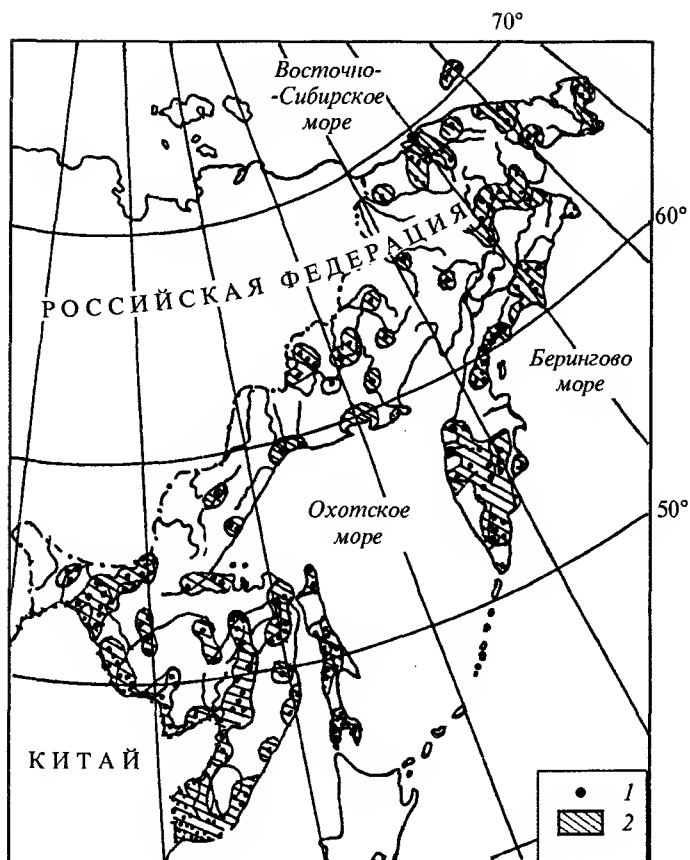 70°
Восточно-
-Сибирское
море
60°
РОССИЙСКАЯ ФЕДЕРАЦИЯ
Берингово
море
Охотское
море
50°
КИТАЙ
1
2